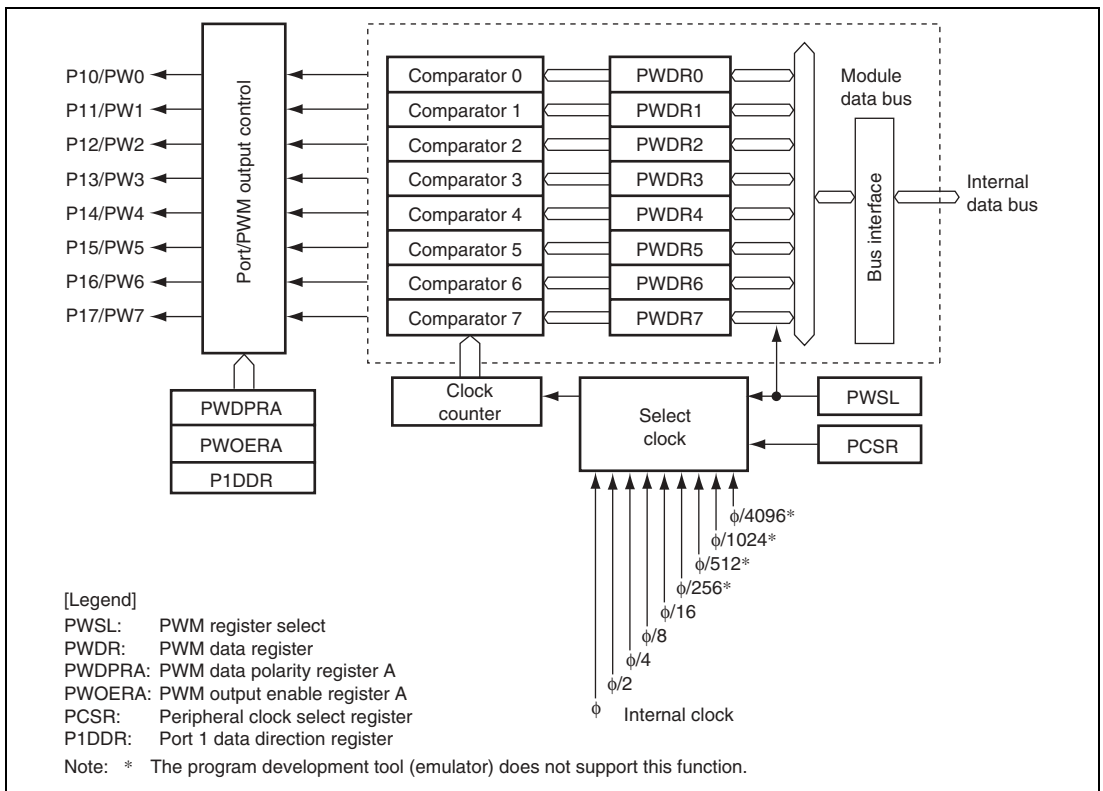 P10/PW0
P11/PW1
P12/PW2
P13/PW3
P14/PW4
P15/PW5
P16/PW6
P17/PW7
Port/PWM output control
PWDPRA
PWOERA
P1DDR
Comparator 0
Comparator 1
Comparator 2
Comparator 3
Comparator 4
Comparator 5
Comparator 6
Comparator 7
PWDR0
PWDR1
PWDR2
PWDR3
PWDR4
PWDR5
PWDR6
PWDR7
Module
data bus
Bus interface
Internal
data bus
Clock
counter
Select
clock
PWSL
PCSR
ϕ/4096*
ϕ/1024*
ϕ/512*
ϕ/256*
ϕ/16
ϕ/8
ϕ/4
ϕ/2
ϕ
Internal clock
[Legend]
PWSL: PWM register select
PWDR: PWM data register
PWDPRA: PWM data polarity register A
PWOERA: PWM output enable register A
PCSR: Peripheral clock select register
P1DDR: Port 1 data direction register
Note: * The program development tool (emulator) does not support this function.